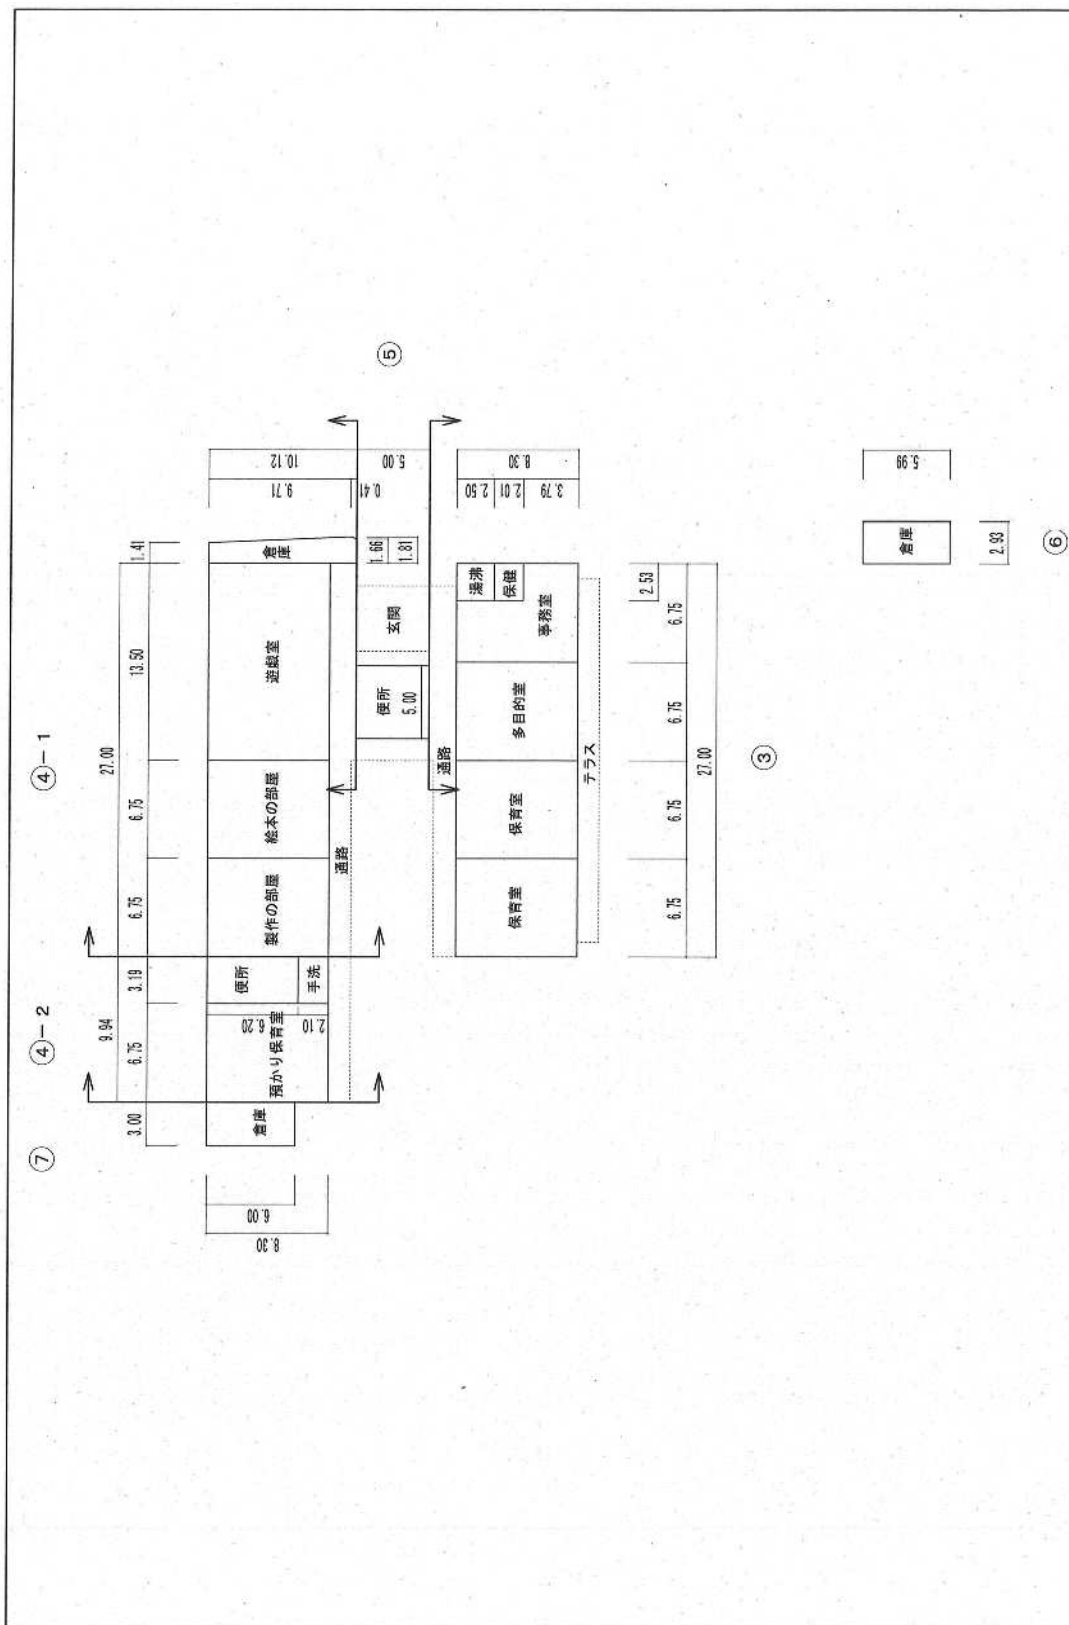 ⑦
④-2
④-1
9.94
27.00
3.00
6.75
3.19
6.75
6.75
13.50
1.41
倉庫
預かり保育室
便所
手洗
6.20
2.10
製作の部屋
絵本の部屋
遊戯室
倉庫
8.30
6.00
9.71
10.12
0.41
5.00
通路
便所
5.00
玄関
1.66
1.81
⑤
通路
保育室
保育室
多目的室
事務室
湯沸
保健
2.50
2.01
3.79
8.30
テラス
2.53
6.75
6.75
6.75
6.75
27.00
③
倉庫
5.99
2.93
⑥